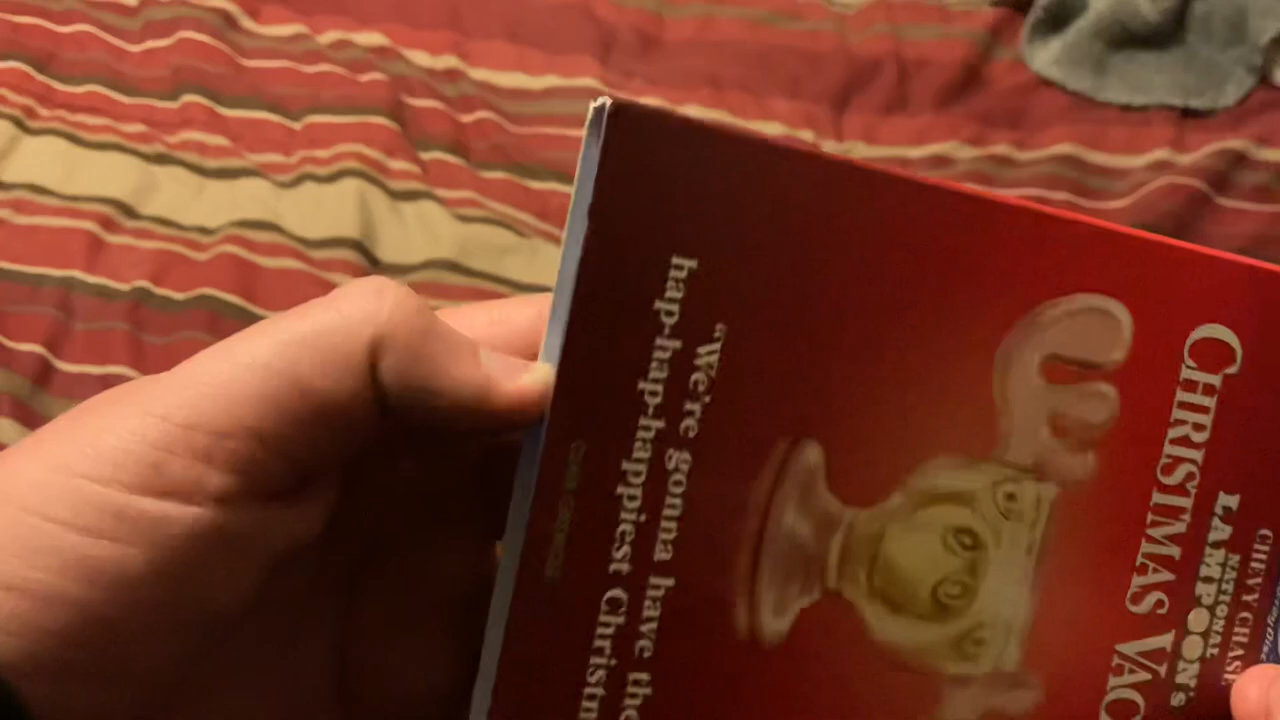 CHEVY CHASE
NATIONAL
LAMPOON'S
CHRISTMAS VAC
"We're gonna have the
hap-hap-happiest Christm